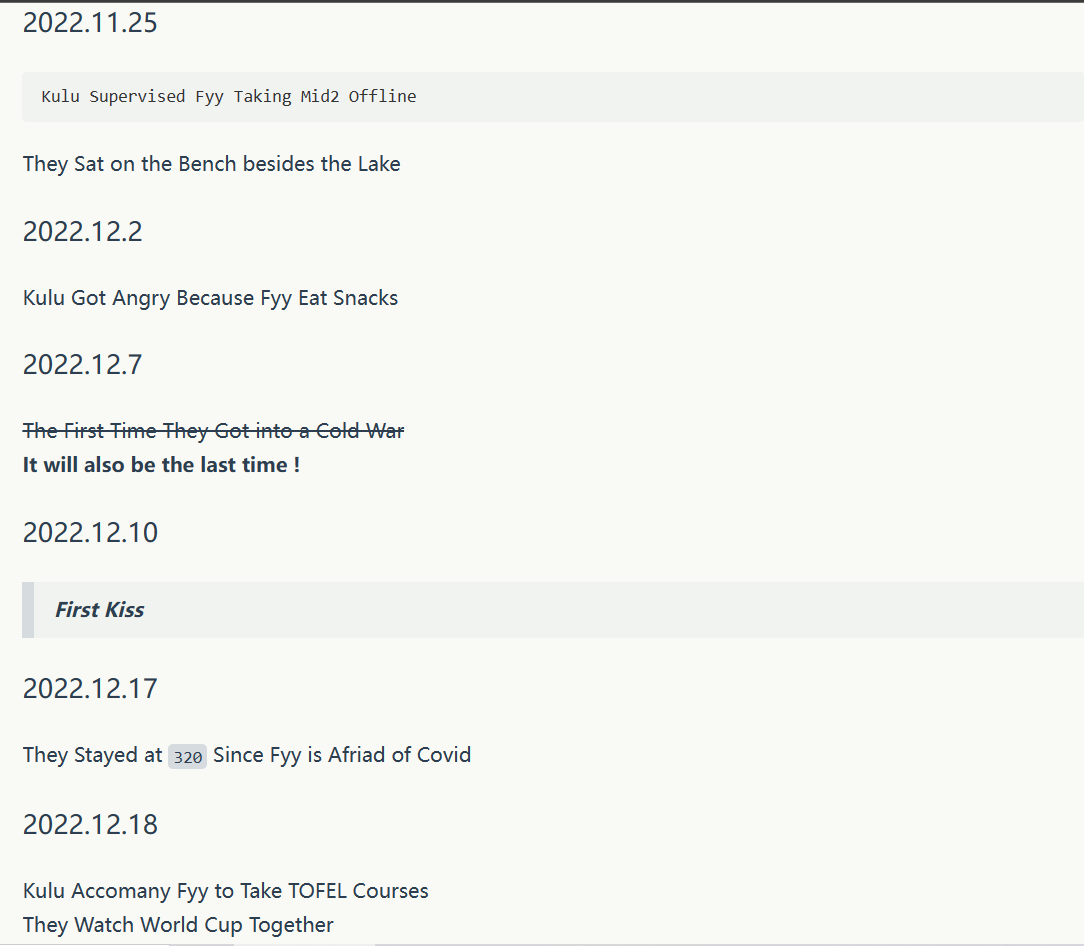 2022.11.25
Kulu Supervised Fyy Taking Mid2 Offline
They Sat on the Bench besides the Lake
2022.12.2
Kulu Got Angry Because Fyy Eat Snacks
2022.12.7
The First Time They Got into a Cold War
It will also be the last time !
2022.12.10
First Kiss
2022.12.17
They Stayed at 320 Since Fyy is Afriad of Covid
2022.12.18
Kulu Accomany Fyy to Take TOFEL Courses
They Watch World Cup Together